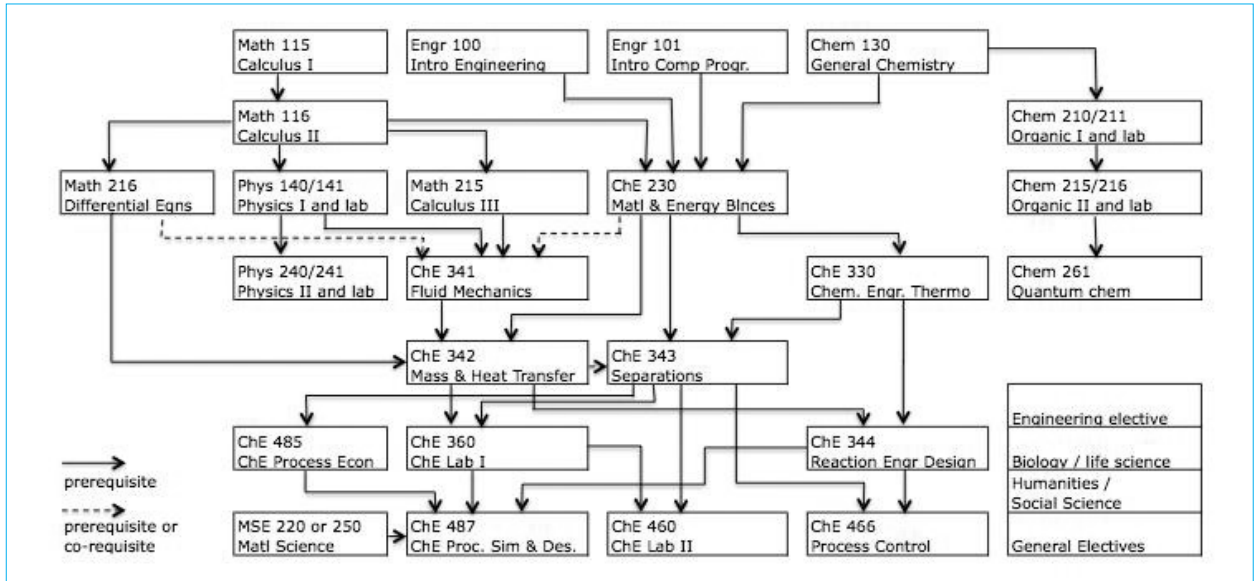 Math 115
Calculus I
Engr 100
Intro Engineering
Engr 101
Intro Comp Progr.
Chem 130
General Chemistry
Math 116
Calculus II
Chem 210/211
Organic I and lab
Math 216
Differential Eqns
Phys 140/141
Physics I and lab
Math 215
Calculus III
ChE 230
Matl & Energy Blnces
Chem 215/216
Organic II and lab
Phys 240/241
Physics II and lab
ChE 341
Fluid Mechanics
ChE 330
Chem. Engr. Thermo
Chem 261
Quantum chem
ChE 342
Mass & Heat Transfer
ChE 343
Separations
Engineering elective
ChE 485
ChE Process Econ
ChE 360
ChE Lab I
ChE 344
Reaction Engr Design
Biology / life science
prerequisite
Humanities /
Social Science
prerequisite or
co-requisite
MSE 220 or 250
Matl Science
ChE 487
ChE Proc. Sim & Des.
ChE 460
ChE Lab II
ChE 466
Process Control
General Electives